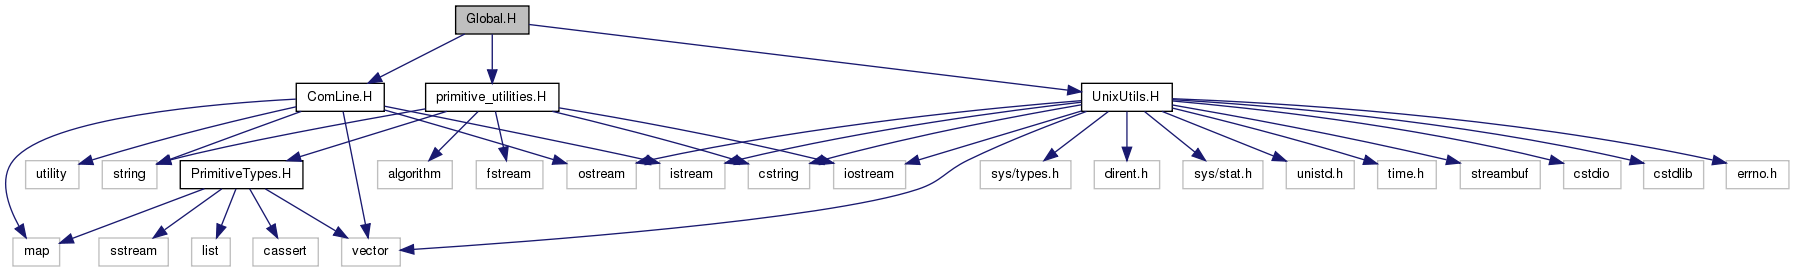 Global.H
ComLine.H
primitive_utilities.H
UnixUtils.H
utility
string
PrimitiveTypes.H
algorithm
fstream
ostream
istream
cstring
iostream
sys/types.h
dirent.h
sys/stat.h
unistd.h
time.h
streambuf
cstdio
cstdlib
errno.h
map
sstream
list
cassert
vector